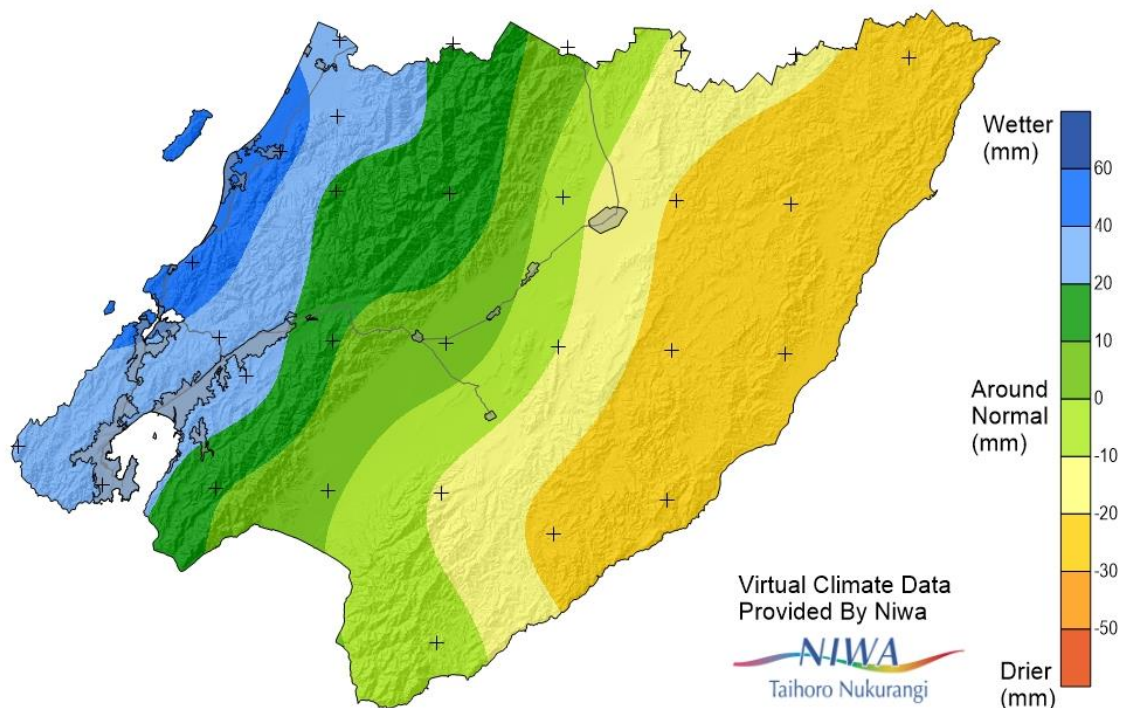 Wetter
(mm)
60
40
20
10
Around
Normal
(mm)
0
-10
-20
-30
-50
Drier
(mm)
Virtual Climate Data
Provided By Niwa
NIWA
Taihoro Nukurangi